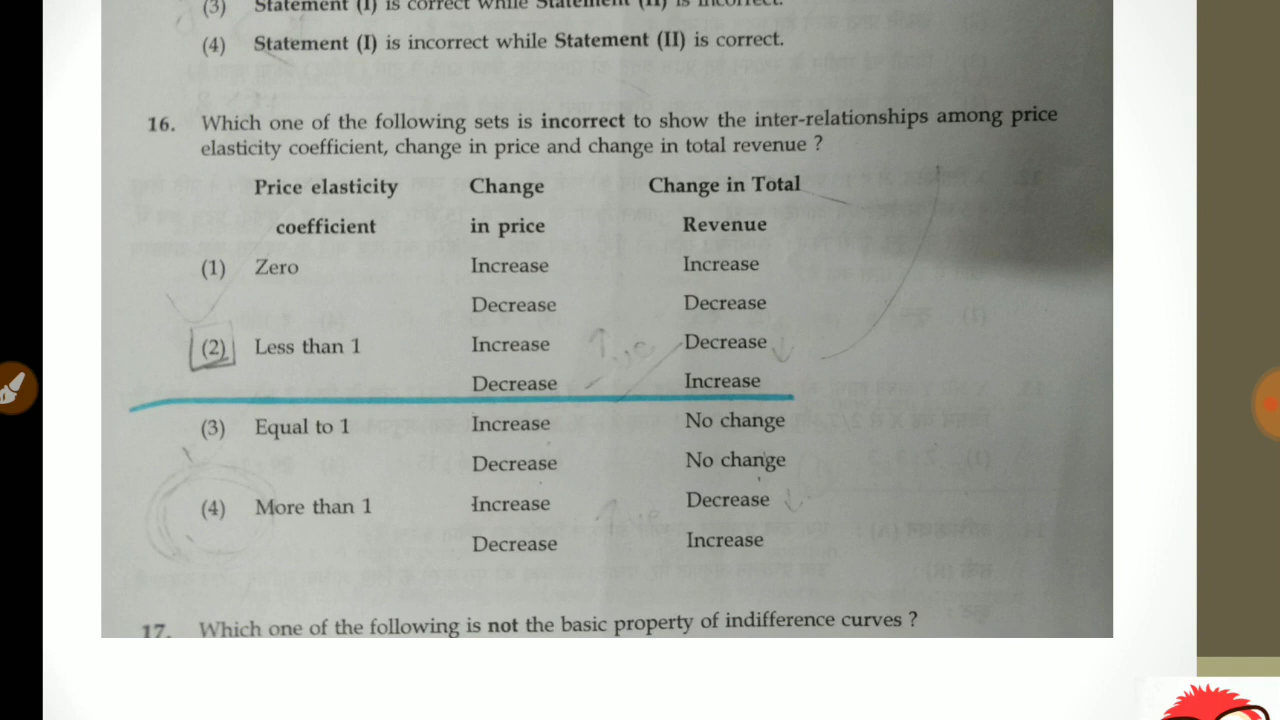 (3) Statement (I) is correct while Statement (II) is incorrect.
(4) Statement (I) is incorrect while Statement (II) is correct.
16. Which one of the following sets is incorrect to show the inter-relationships among price
elasticity coefficient, change in price and change in total revenue ?
Price elasticity Change Change in Total
coefficient in price Revenue
(1) Zero Increase Increase
Decrease Decrease
(2) Less than 1 Increase Decrease
Decrease Increase
(3) Equal to 1 Increase No change
Decrease No change
(4) More than 1 Increase Decrease
Decrease Increase
17. Which one of the following is not the basic property of indifference curves ?